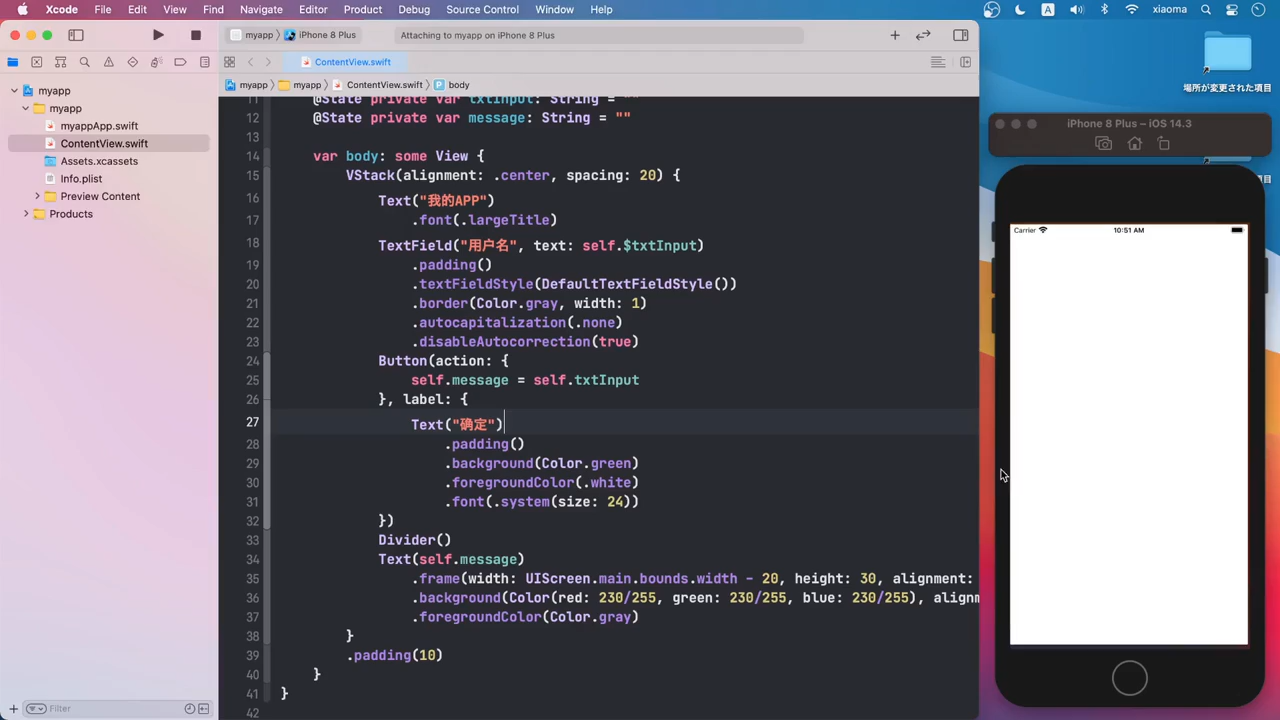 Xcode File Edit View Find Navigate Editor Product Debug Source Control Window Help
A xiaoma
myapp iPhone 8 Plus Attaching to myapp on iPhone 8 Plus
ContentView.swift
myapp myapp ContentView.swift P body
myapp
myapp
myappApp.swift
ContentView.swift
Assets.xcassets
Info.plist
Preview Content
Products
Filter
11 @State private var txtInput: String = ""
12 @State private var message: String = ""
13
14 var body: some View {
15 VStack(alignment: .center, spacing: 20) {
16 Text("我的APP")
17 .font(.largeTitle)
18 TextField("用户名", text: self.$txtInput)
19 .padding()
20 .textFieldStyle(DefaultTextFieldStyle())
21 .border(Color.gray, width: 1)
22 .autocapitalization(.none)
23 .disableAutocorrection(true)
24 Button(action: {
25 self.message = self.txtInput
26 }, label: {
27 Text("确定")
28 .padding()
29 .background(Color.green)
30 .foregroundColor(.white)
31 .font(.system(size: 24))
32 })
33 Divider()
34 Text(self.message)
35 .frame(width: UIScreen.main.bounds.width - 20, height: 30, alignment:
36 .background(Color(red: 230/255, green: 230/255, blue: 230/255), alignm
37 .foregroundColor(Color.gray)
38 }
39 .padding(10)
40 }
41 }
42
場所が変更された項目
iPhone 8 Plus – iOS 14.3
Carrier 10:51 AM